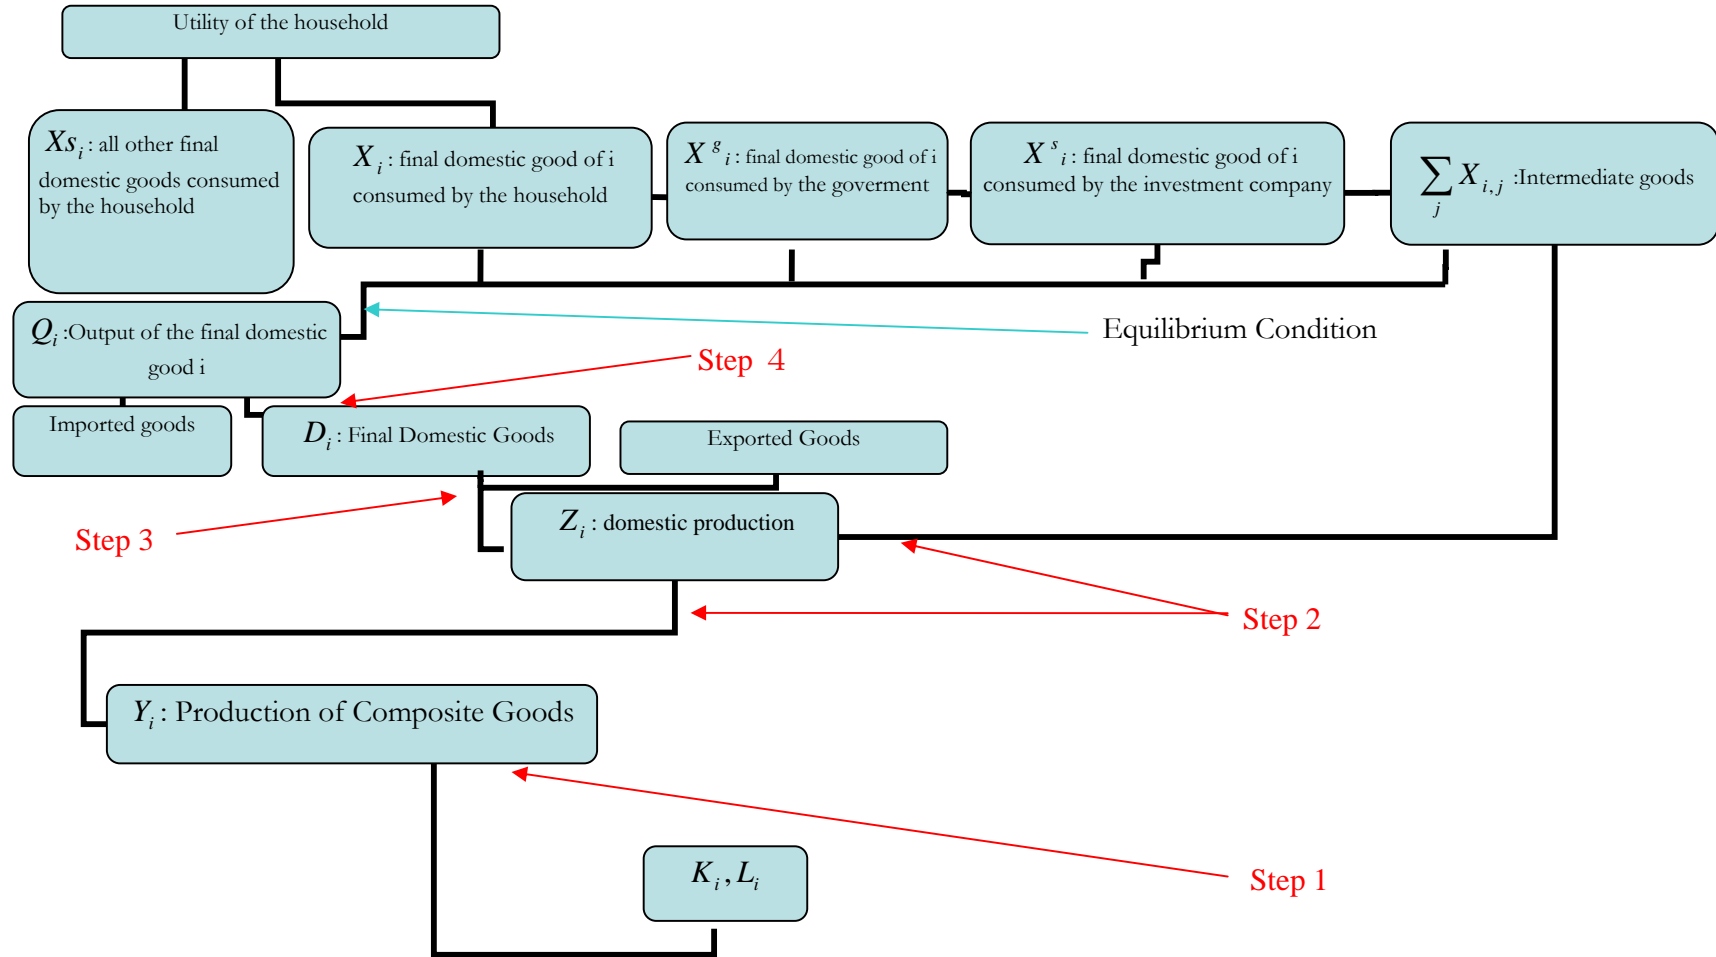 Utility of the household
Xs_i : all other final
domestic goods consumed
by the household
X_i : final domestic good of i
consumed by the household
X^g_i : final domestic good of i
consumed by the goverment
X^s_i : final domestic good of i
consumed by the investment company
∑_j X_{i,j} :Intermediate goods
Q_i :Output of the final domestic
good i
Equilibrium Condition
Step 4
Imported goods
D_i : Final Domestic Goods
Exported Goods
Z_i : domestic production
Step 3
Step 2
Y_i : Production of Composite Goods
K_i , L_i
Step 1